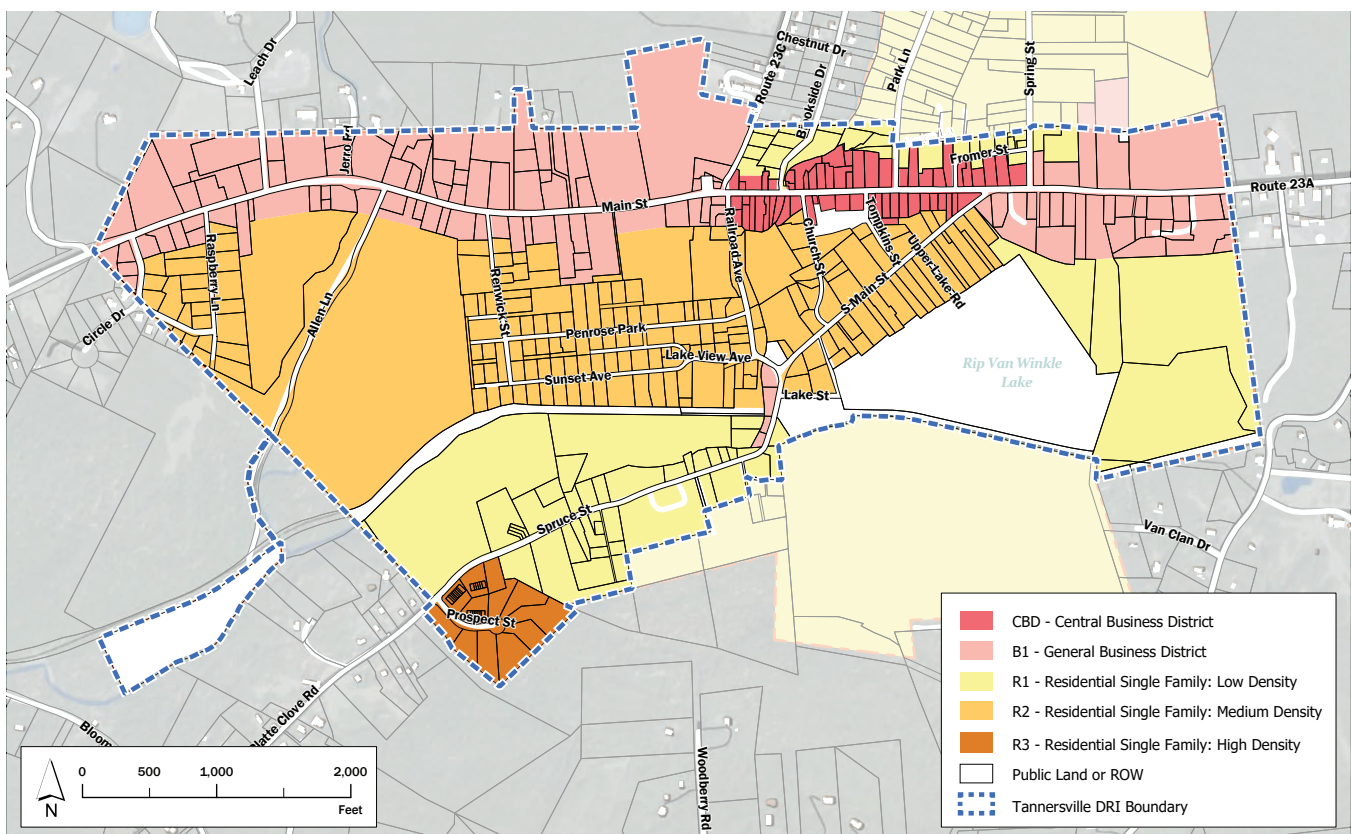 Leach Dr
Jerro Rd
Route 23C
Chestnut Dr
Brookside Dr
Park Ln
Spring St
Fromer St
Route 23A
Main St
Raspberry Ln
Allen Ln
Circle Dr
Renwick St
Railroad Ave
Church St
Tompkins St
Upper Lake Rd
S Main St
Penrose Park
Lake View Ave
Sunset Ave
Lake St
Rip Van Winkle
Lake
Spruce St
Prospect St
Van Clan Dr
Platte Clove Rd
Bloom
Woodberry Rd
N
0 500 1,000 2,000
Feet
CBD - Central Business District
B1 - General Business District
R1 - Residential Single Family: Low Density
R2 - Residential Single Family: Medium Density
R3 - Residential Single Family: High Density
Public Land or ROW
Tannersville DRI Boundary